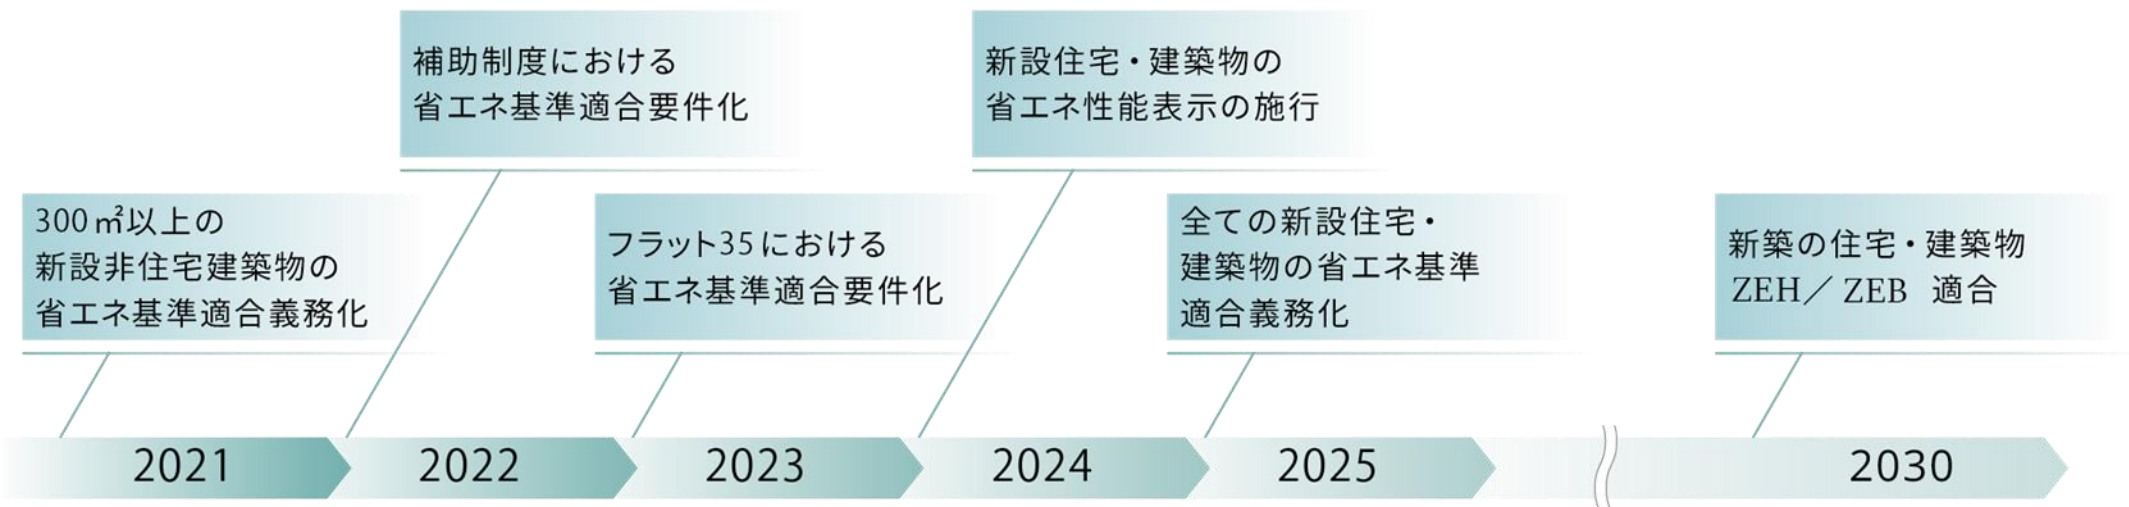 補助制度における
省エネ基準適合要件化
新設住宅・建築物の
省エネ性能表示の施行
300㎡以上の
新設非住宅建築物の
省エネ基準適合義務化
フラット35における
省エネ基準適合要件化
全ての新設住宅・
建築物の省エネ基準
適合義務化
新築の住宅・建築物
ZEH／ZEB 適合
2021
2022
2023
2024
2025
2030